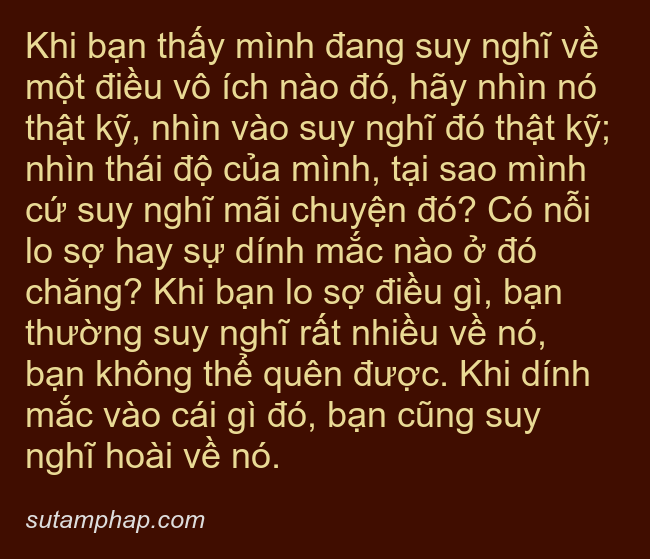 Khi bạn thấy mình đang suy nghĩ về
một điều vô ích nào đó, hãy nhìn nó
thật kỹ, nhìn vào suy nghĩ đó thật kỹ;
nhìn thái độ của mình, tại sao mình
cứ suy nghĩ mãi chuyện đó? Có nỗi
lo sợ hay sự dính mắc nào ở đó
chăng? Khi bạn lo sợ điều gì, bạn
thường suy nghĩ rất nhiều về nó,
bạn không thể quên được. Khi dính
mắc vào cái gì đó, bạn cũng suy
nghĩ hoài về nó.
sutamphap.com